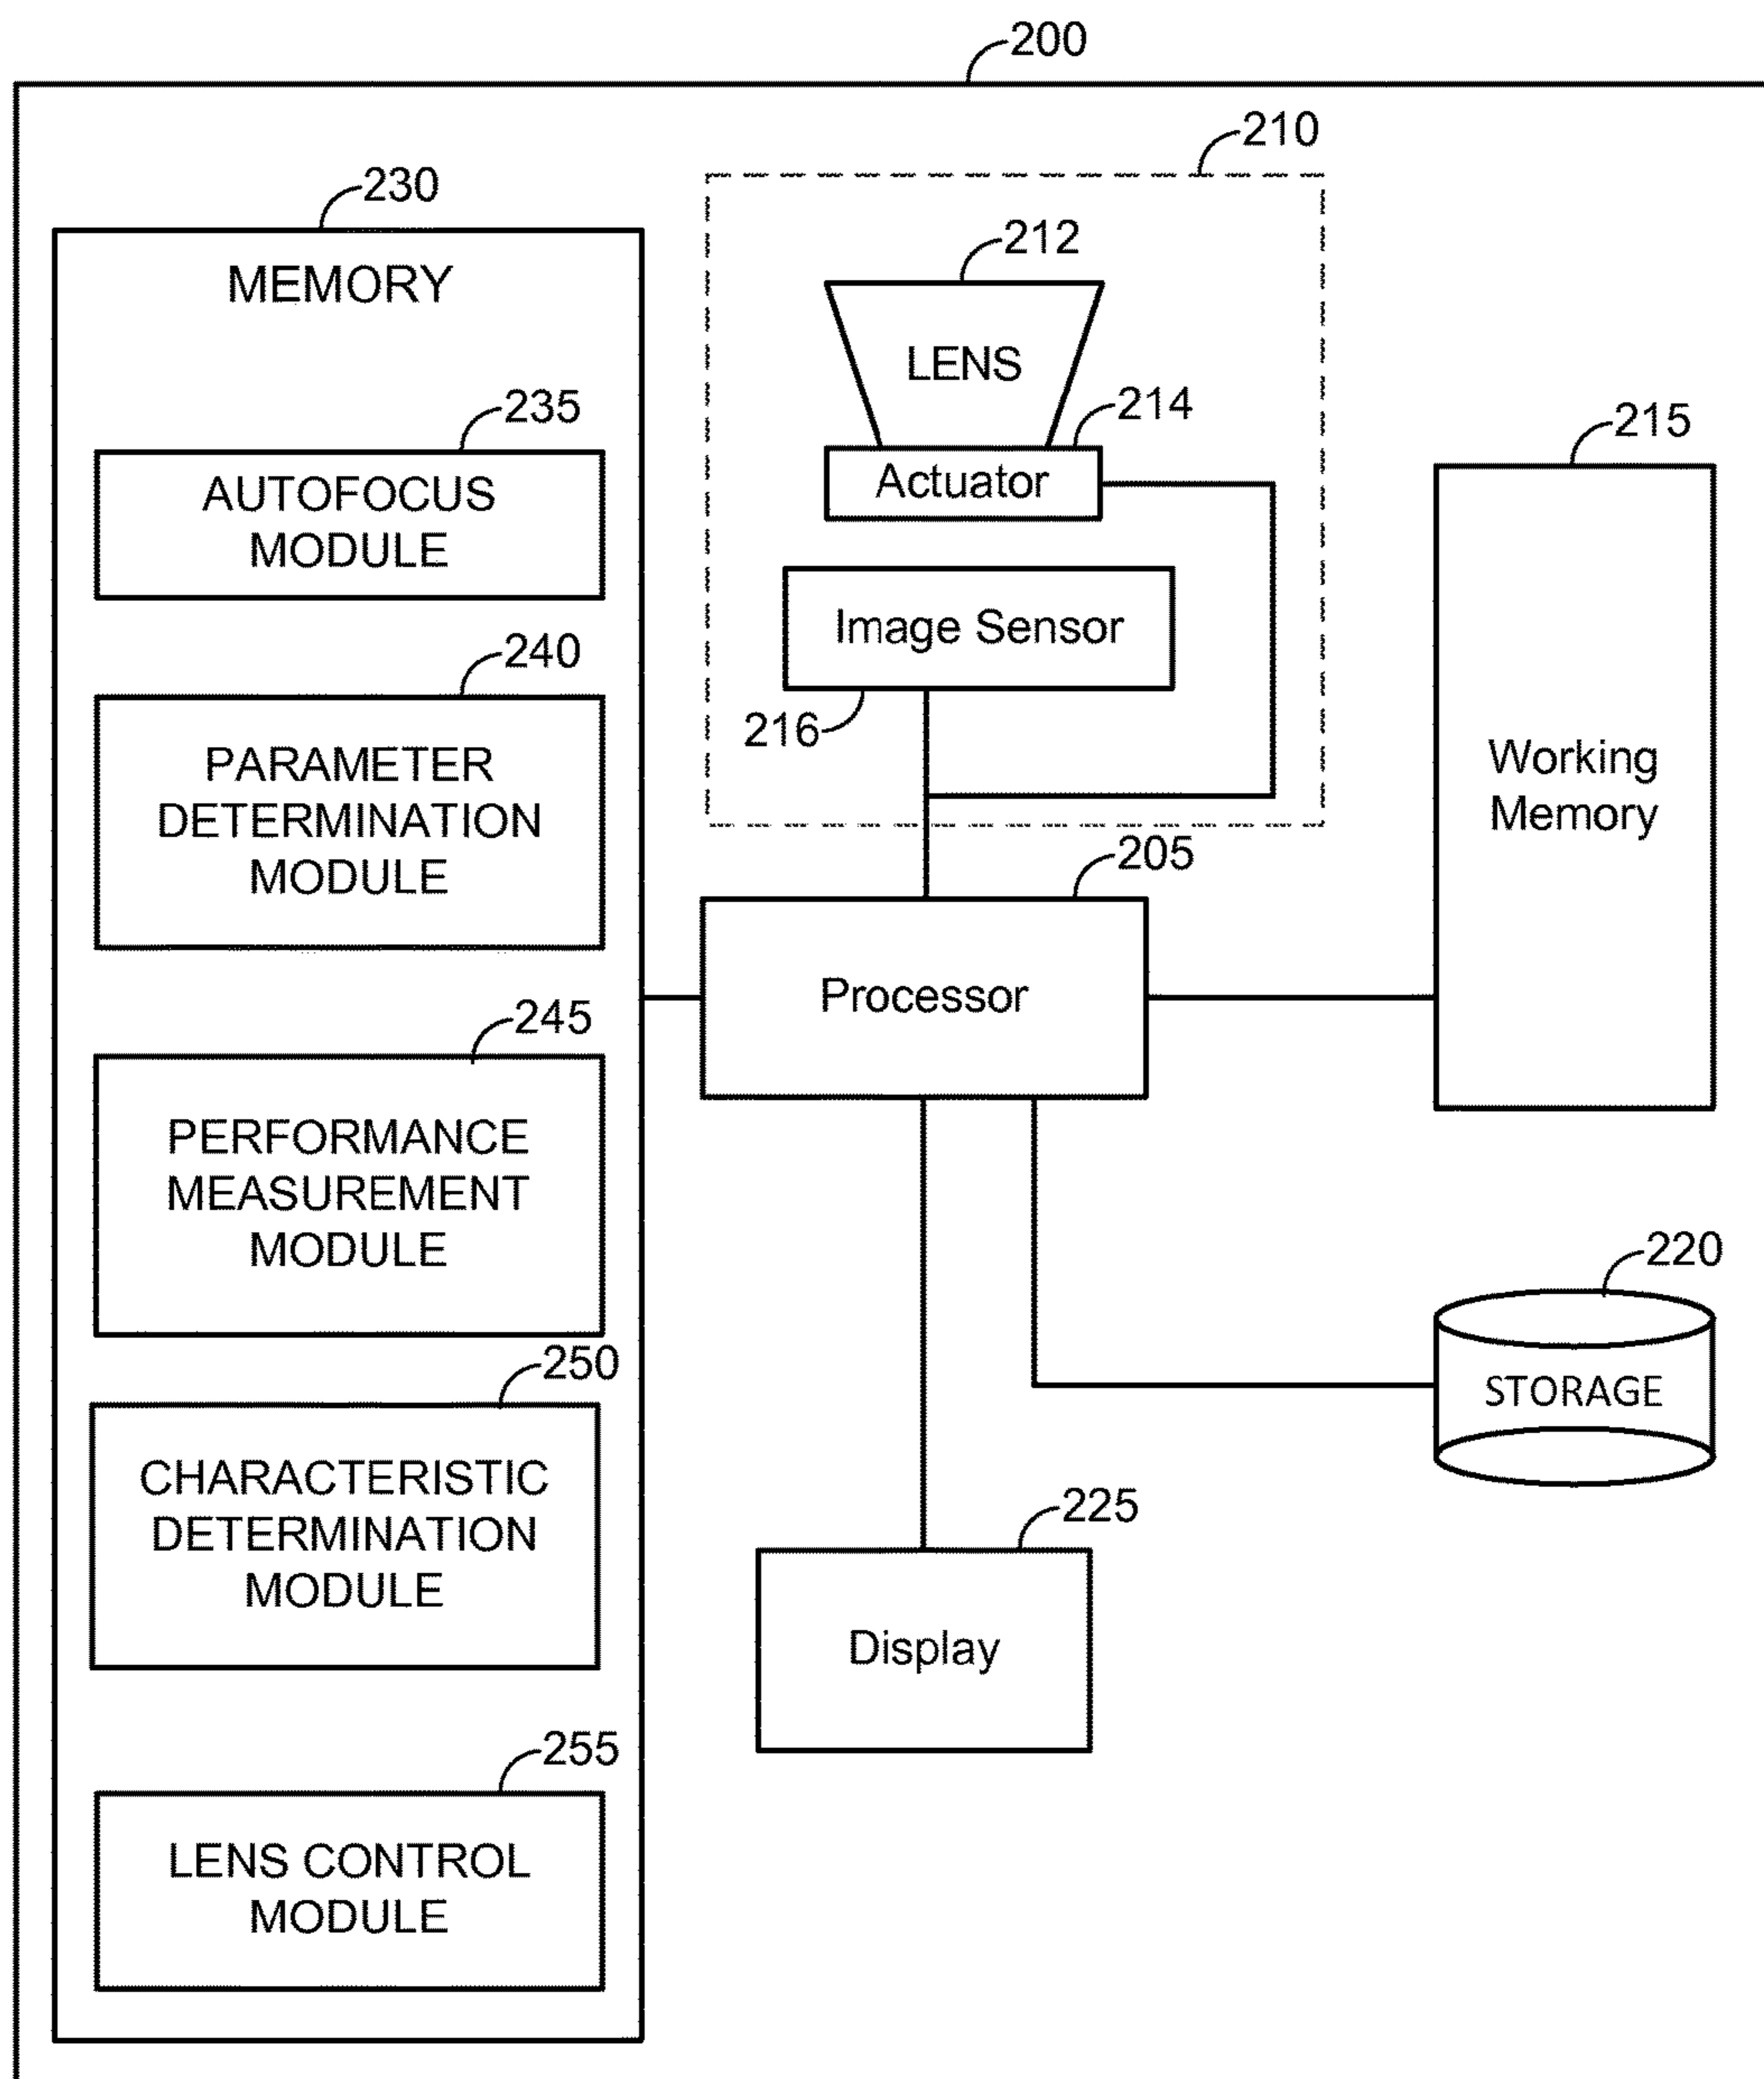 200
210
230
MEMORY
212
LENS
235
214
215
AUTOFOCUS
MODULE
Actuator
Image Sensor
240
216
PARAMETER
DETERMINATION
MODULE
Working
Memory
205
Processor
245
PERFORMANCE
MEASUREMENT
MODULE
220
STORAGE
250
CHARACTERISTIC
DETERMINATION
MODULE
225
Display
255
LENS CONTROL
MODULE